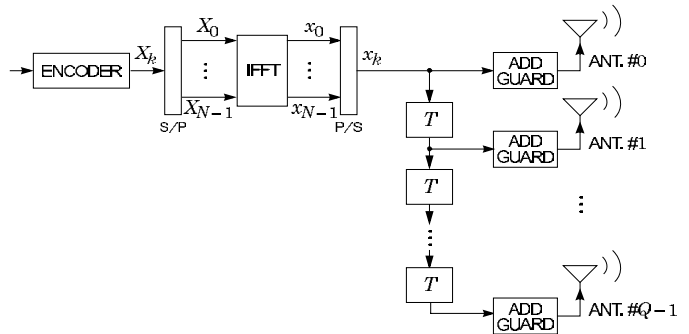 ENCODER
X_k
S/P
X_0
...
X_{N-1}
IFFT
x_0
...
x_{N-1}
P/S
x_k
ADD
GUARD
ANT. #0
T
ADD
GUARD
ANT. #1
T
...
...
T
ADD
GUARD
ANT. #Q-1